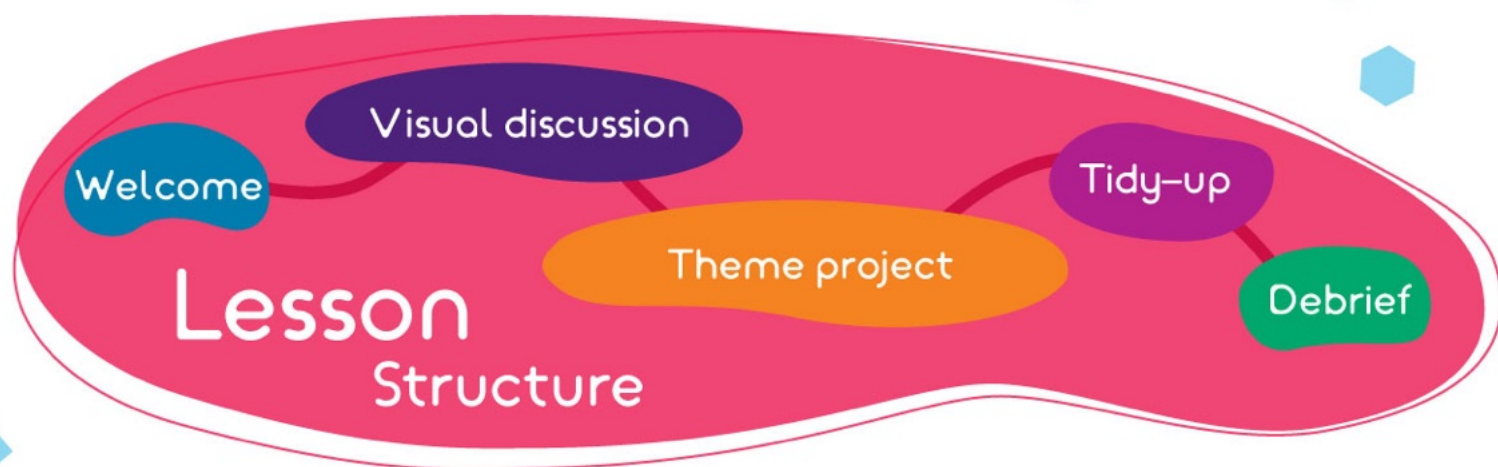 Welcome
Visual discussion
Theme project
Tidy-up
Debrief
Lesson
Structure